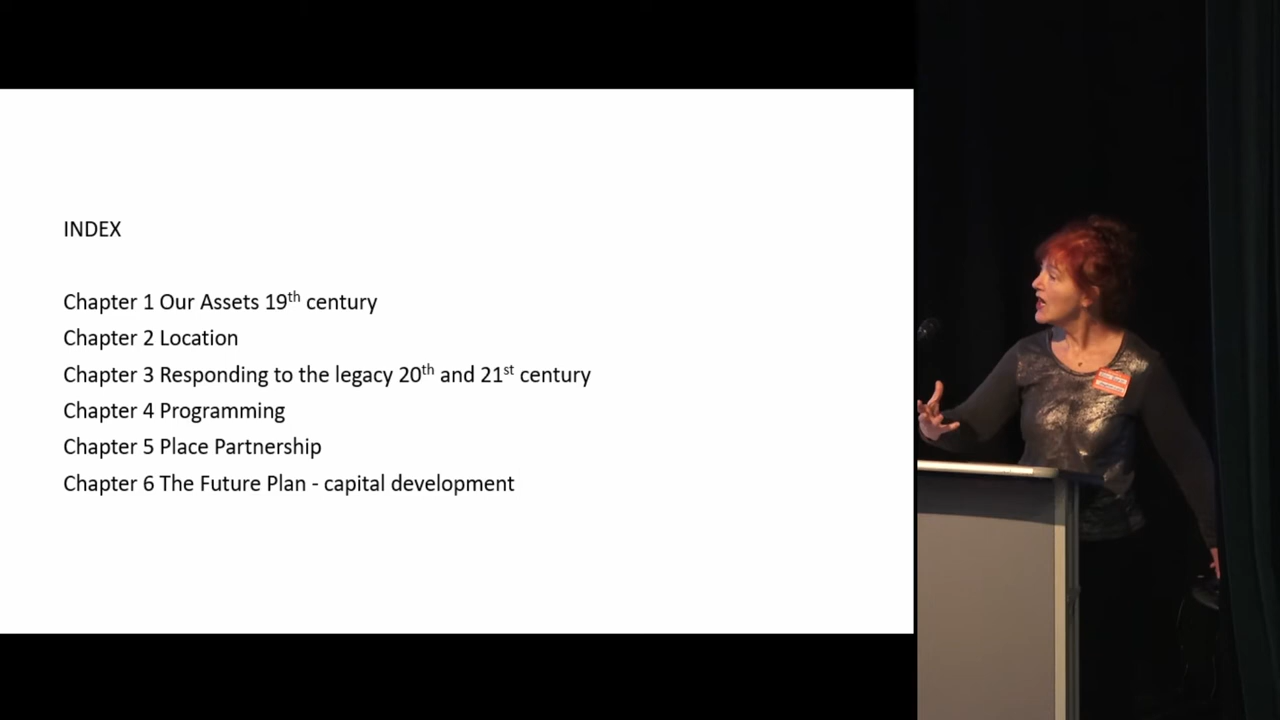 INDEX
Chapter 1 Our Assets 19th century
Chapter 2 Location
Chapter 3 Responding to the legacy 20th and 21st century
Chapter 4 Programming
Chapter 5 Place Partnership
Chapter 6 The Future Plan - capital development